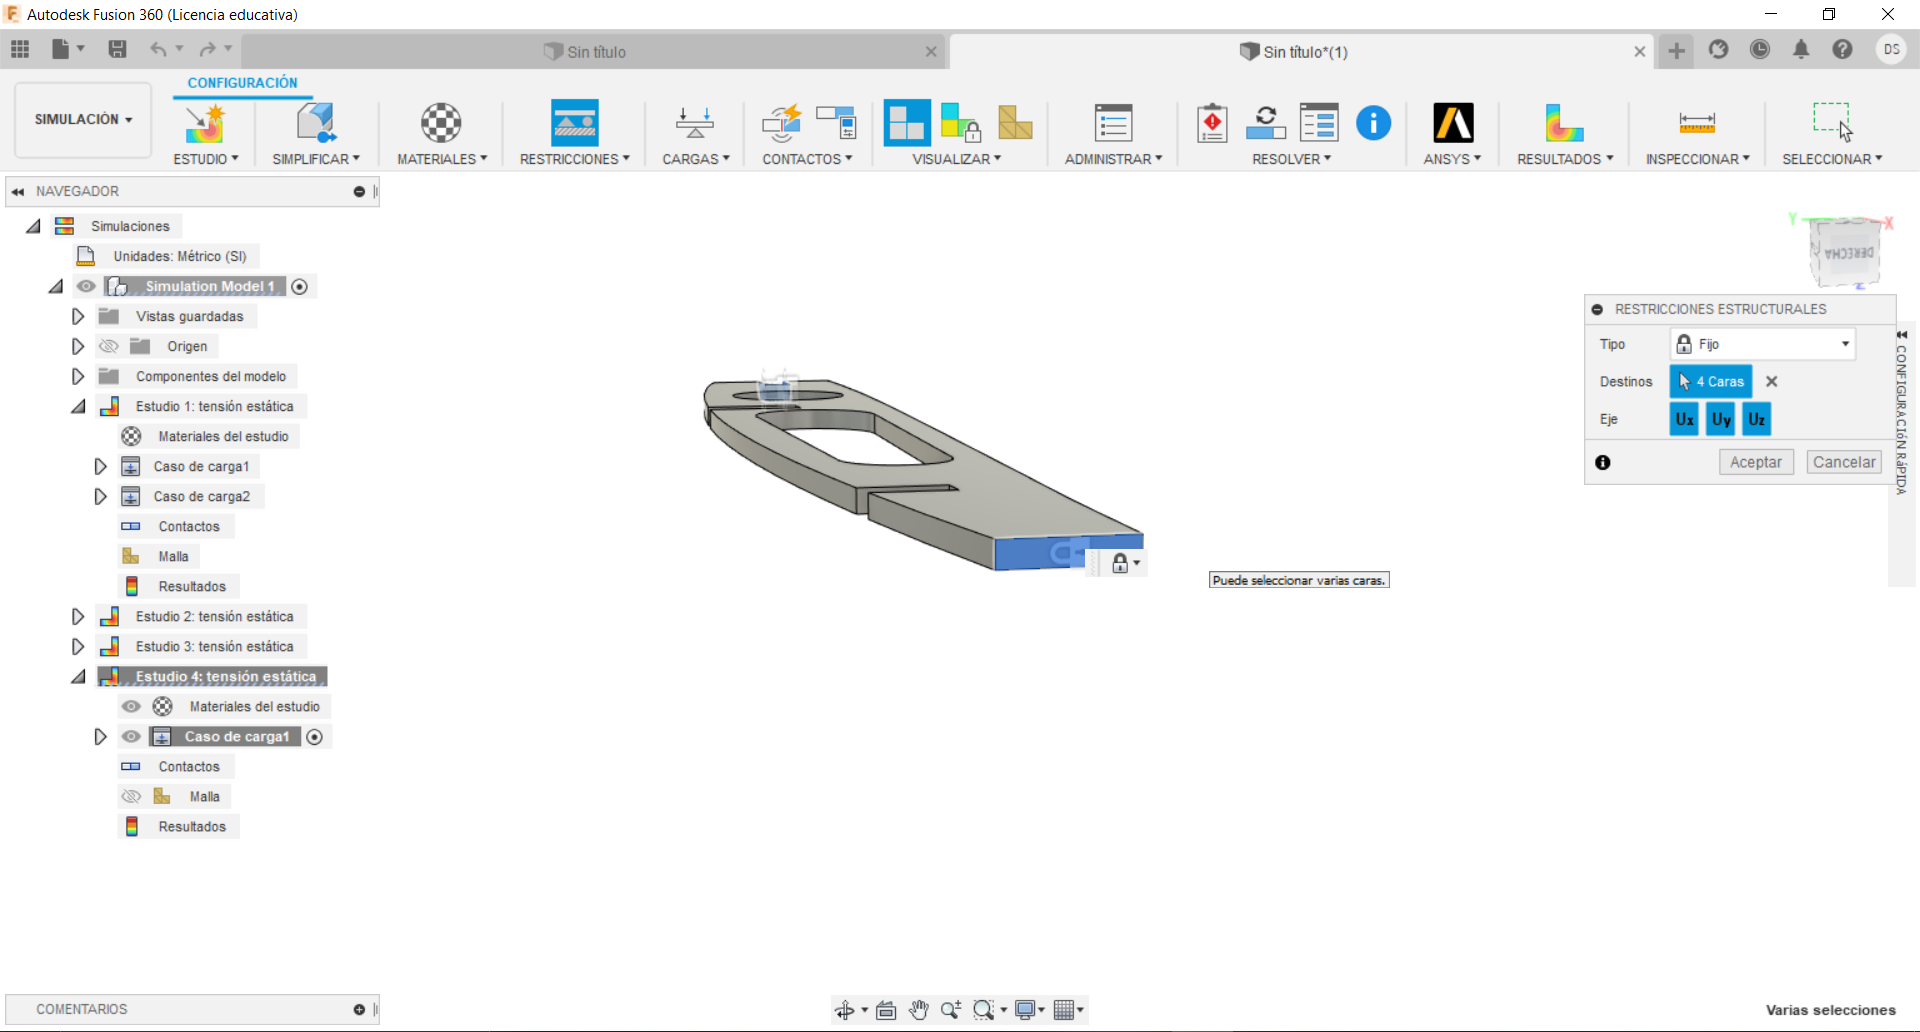 Autodesk Fusion 360 (Licencia educativa)
Sin título
Sin título*(1)
DS
CONFIGURACIÓN
SIMULACIÓN
ESTUDIO
SIMPLIFICAR
MATERIALES
RESTRICCIONES
CARGAS
CONTACTOS
VISUALIZAR
ADMINISTRAR
RESOLVER
ANSYS
RESULTADOS
INSPECCIONAR
SELECCIONAR
NAVEGADOR
Simulaciones
Unidades: Métrico (SI)
Simulation Model 1
Vistas guardadas
Origen
Componentes del modelo
Estudio 1: tensión estática
Materiales del estudio
Caso de carga1
Caso de carga2
Contactos
Malla
Resultados
Estudio 2: tensión estática
Estudio 3: tensión estática
Estudio 4: tensión estática
Materiales del estudio
Caso de carga1
Contactos
Malla
Resultados
Y
X
DERECHA
Z
RESTRICCIONES ESTRUCTURALES
Tipo
Fijo
Destinos
4 Caras
Eje
Ux Uy Uz
Aceptar
Cancelar
CONFIGURACIÓN RÁPIDA
Puede seleccionar varias caras.
COMENTARIOS
Varias selecciones